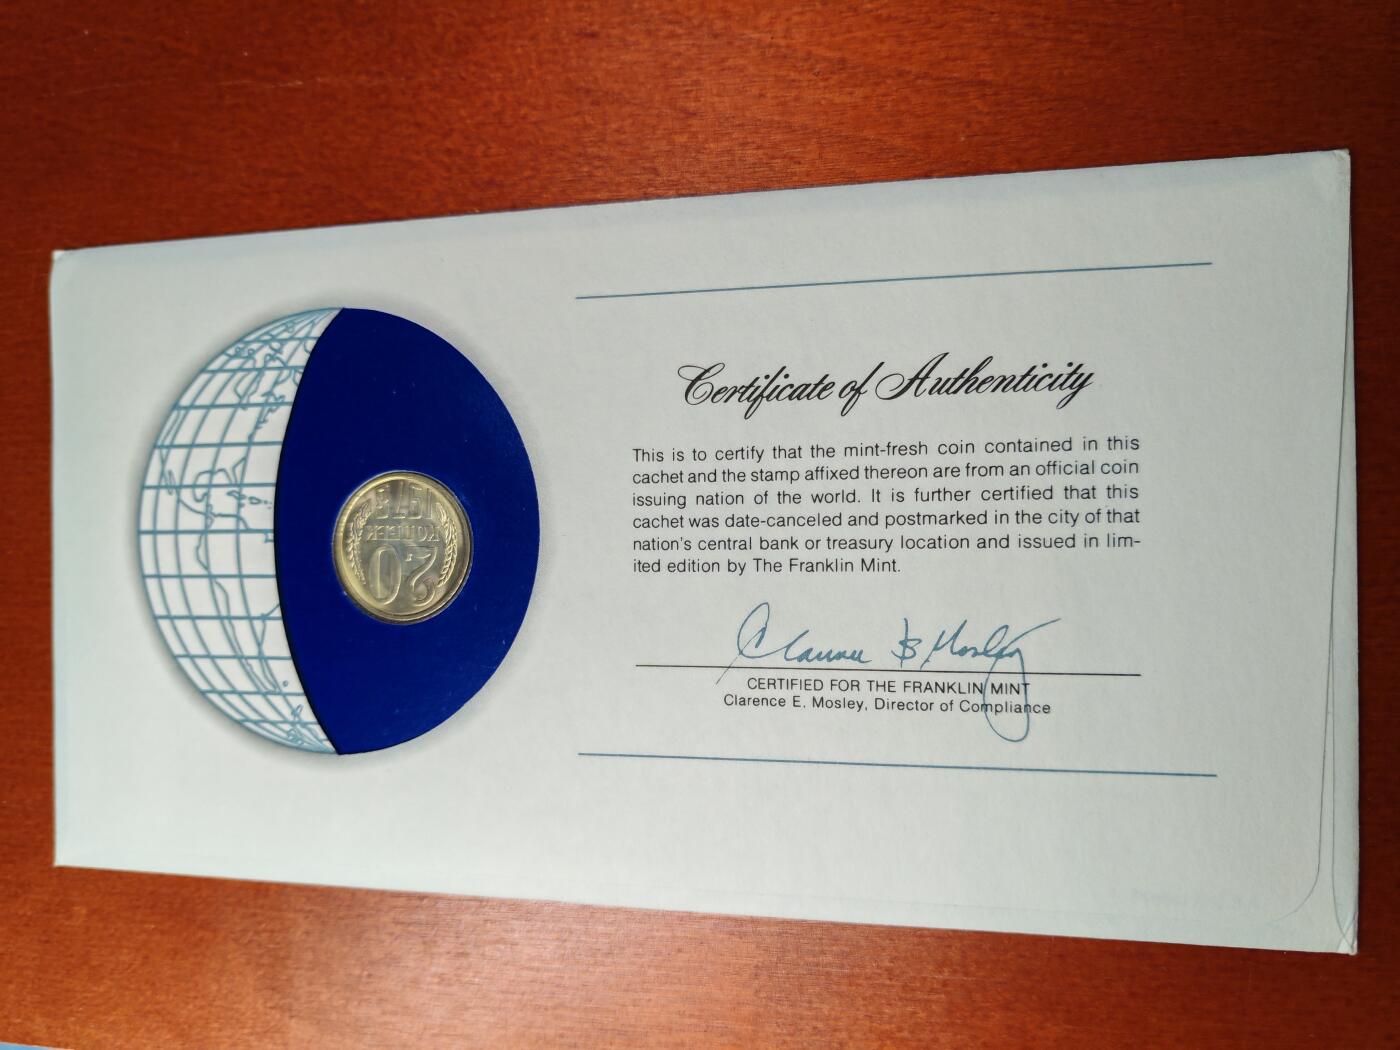 Certificate of Authenticity
This is to certify that the mint-fresh coin contained in this
cachet and the stamp affixed thereon are from an official coin
issuing nation of the world. It is further certified that this
cachet was date-canceled and postmarked in the city of that
nation's central bank or treasury location and issued in lim-
ited edition by The Franklin Mint.
CERTIFIED FOR THE FRANKLIN MINT
Clarence E. Mosley, Director of Compliance
20
КОПЕЕК